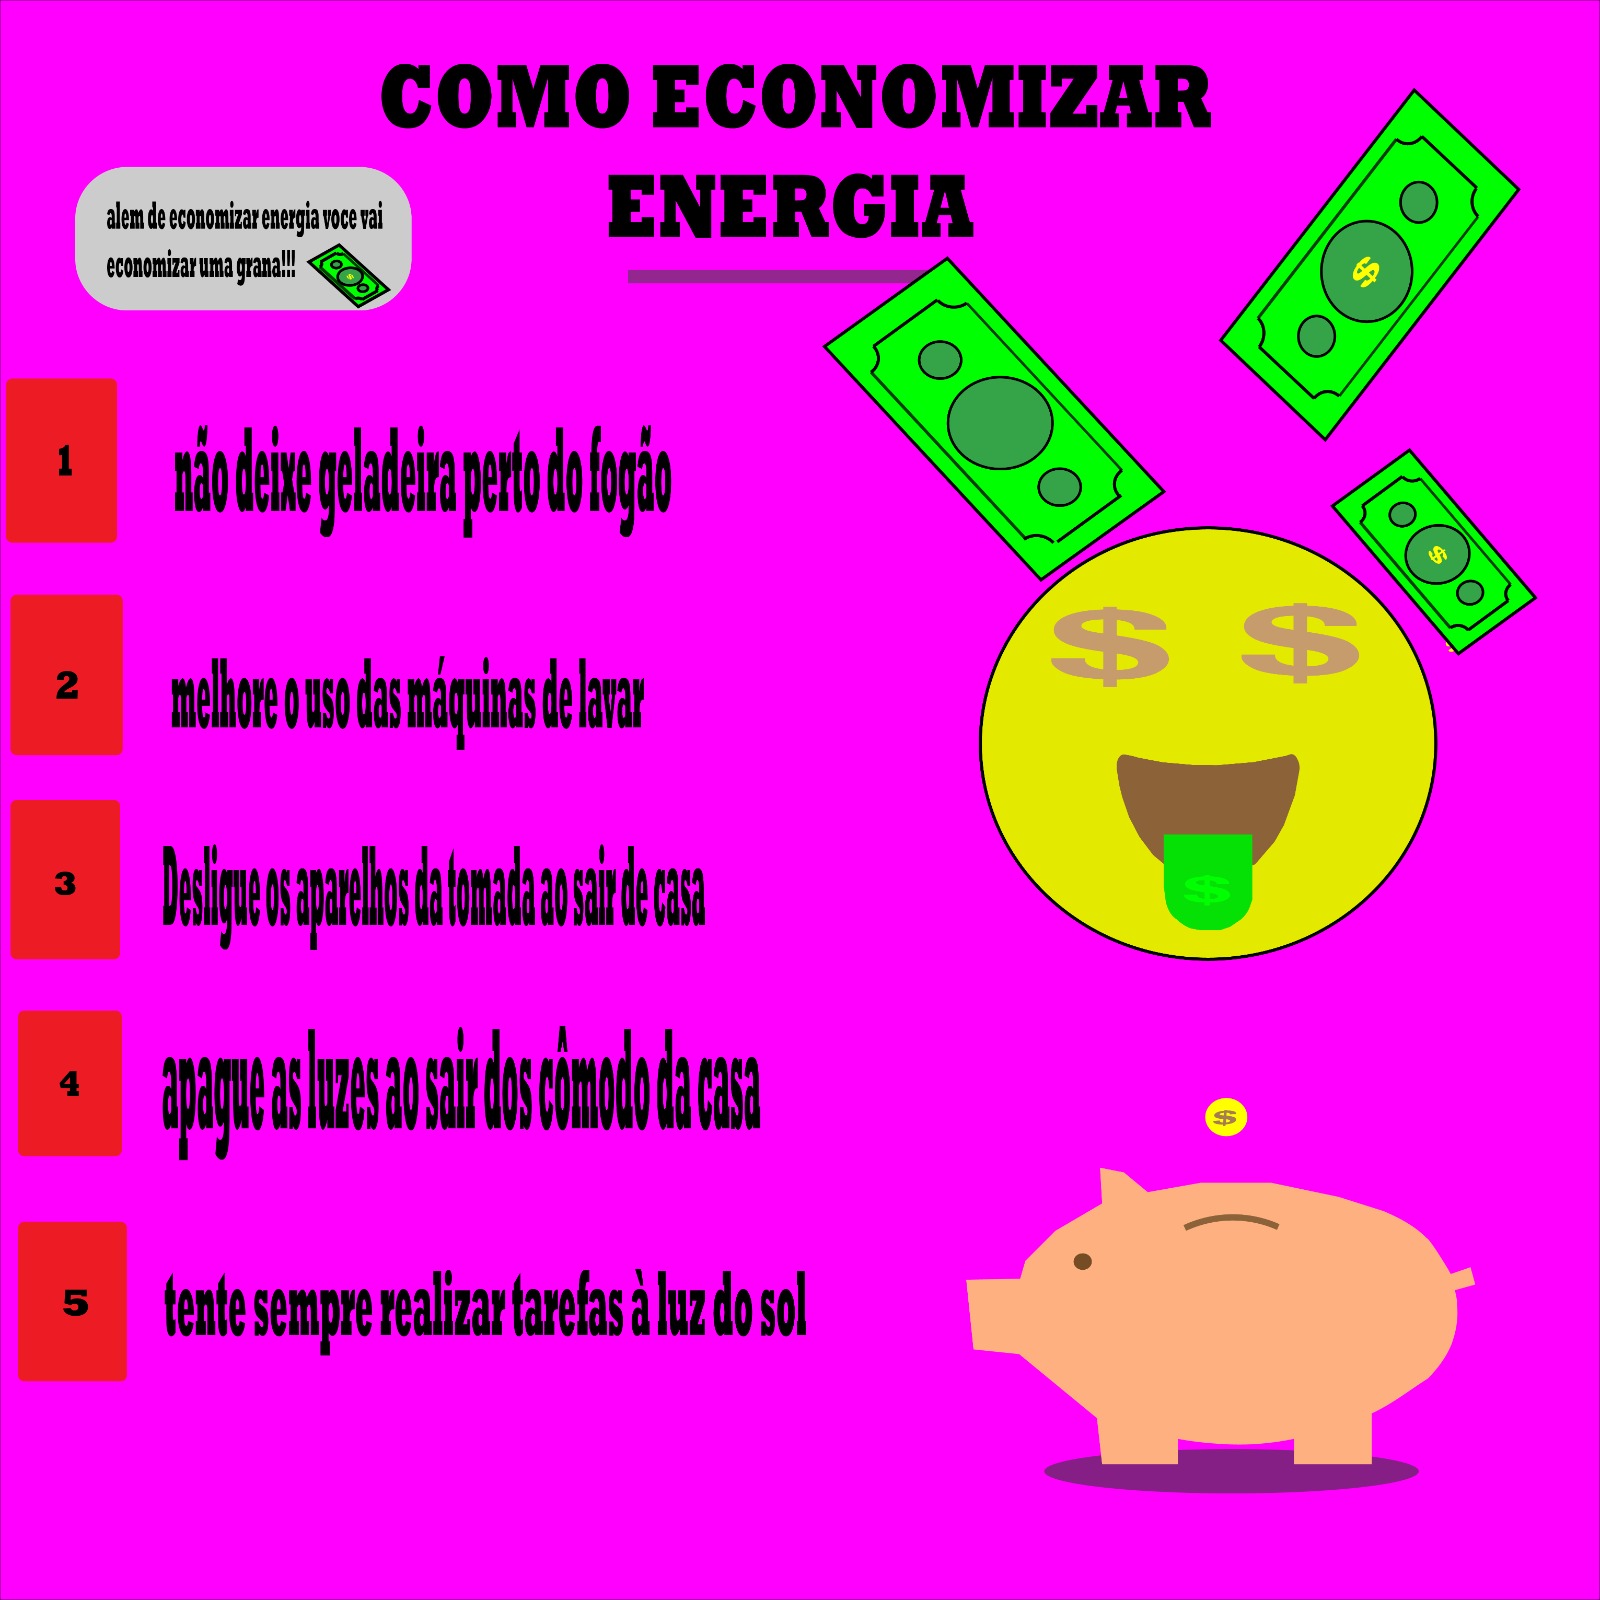 COMO ECONOMIZAR
ENERGIA
alem de economizar energia voce vai
economizar uma grana!!!
$
$
$
1
não deixe geladeira perto do fogão
$ $
2
melhore o uso das máquinas de lavar
3
Desligue os aparelhos da tomada ao sair de casa
$
4
apague as luzes ao sair dos cômodo da casa
$
5
tente sempre realizar tarefas à luz do sol